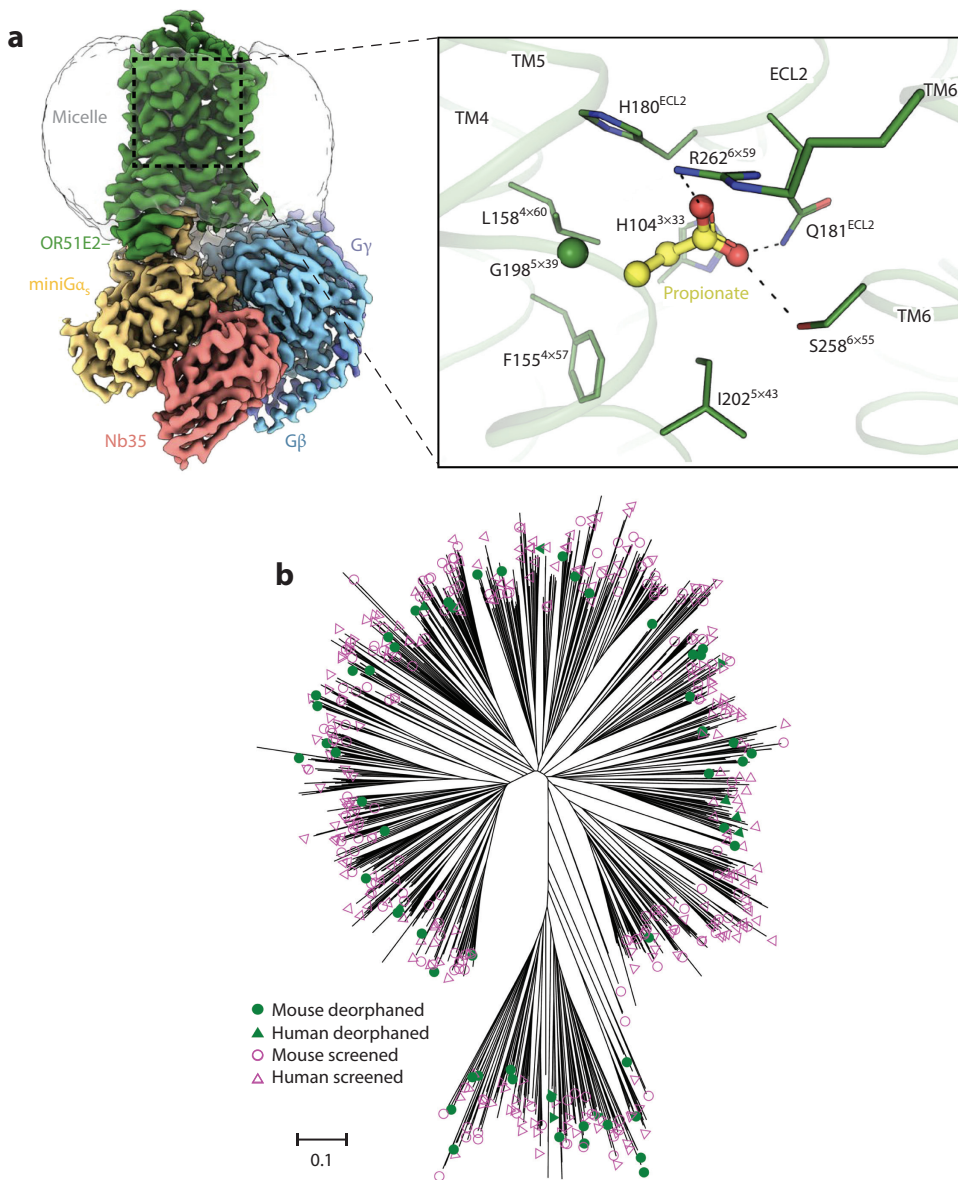 a
Micelle
OR51E2–
miniGαs
Gγ
Nb35
Gβ
TM5
ECL2
TM6
TM4
H180ECL2
R2626×59
L1584×60
H1043×33
Q181ECL2
G1985×39
Propionate
TM6
S2586×55
F1554×57
I2025×43
b
Mouse deorphaned
Human deorphaned
Mouse screened
Human screened
0.1